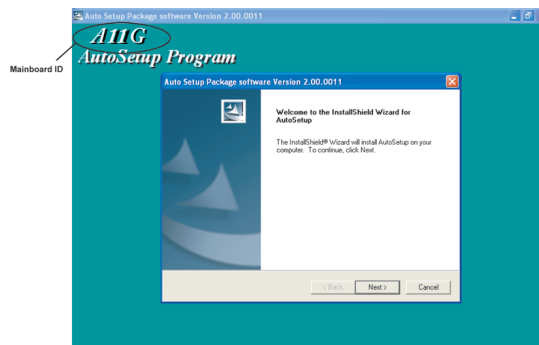 Auto Setup Package software Version 2.00.0011
A11G
AutoSetup Program
Mainboard ID
Auto Setup Package software Version 2.00.0011
Welcome to the InstallShield Wizard for
AutoSetup
The InstallShield® Wizard will install AutoSetup on your
computer. To continue, click Next.
< Back
Next >
Cancel